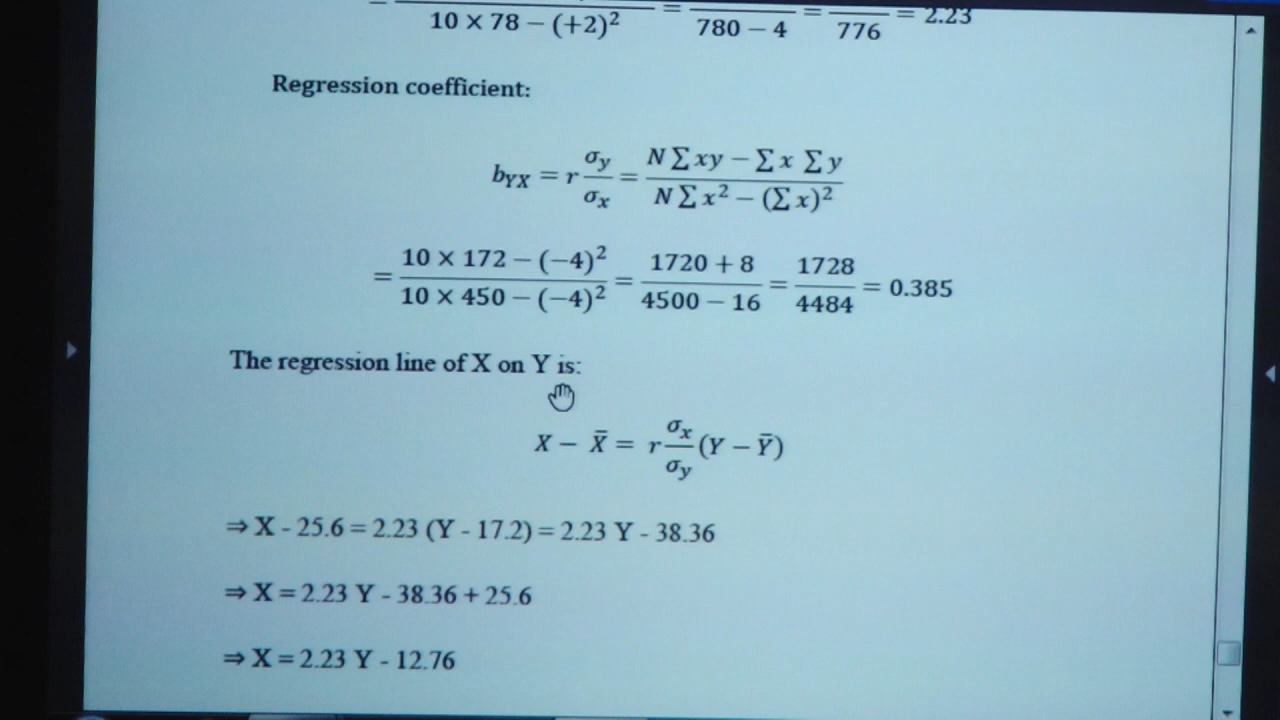 = 10 × 78 − (+2)² = 780 − 4 = 776 = 2.23
Regression coefficient:
b_YX = r σ_y/σ_x = (N ∑ xy − ∑ x ∑ y)/(N ∑ x² − (∑ x)²)
= (10 × 172 − (−4)²)/(10 × 450 − (−4)²) = (1720 + 8)/(4500 − 16) = 1728/4484 = 0.385
The regression line of X on Y is:
X − X̄ = r σ_x/σ_y (Y − Ȳ)
⇒ X - 25.6 = 2.23 (Y - 17.2) = 2.23 Y - 38.36
⇒ X = 2.23 Y - 38.36 + 25.6
⇒ X = 2.23 Y - 12.76